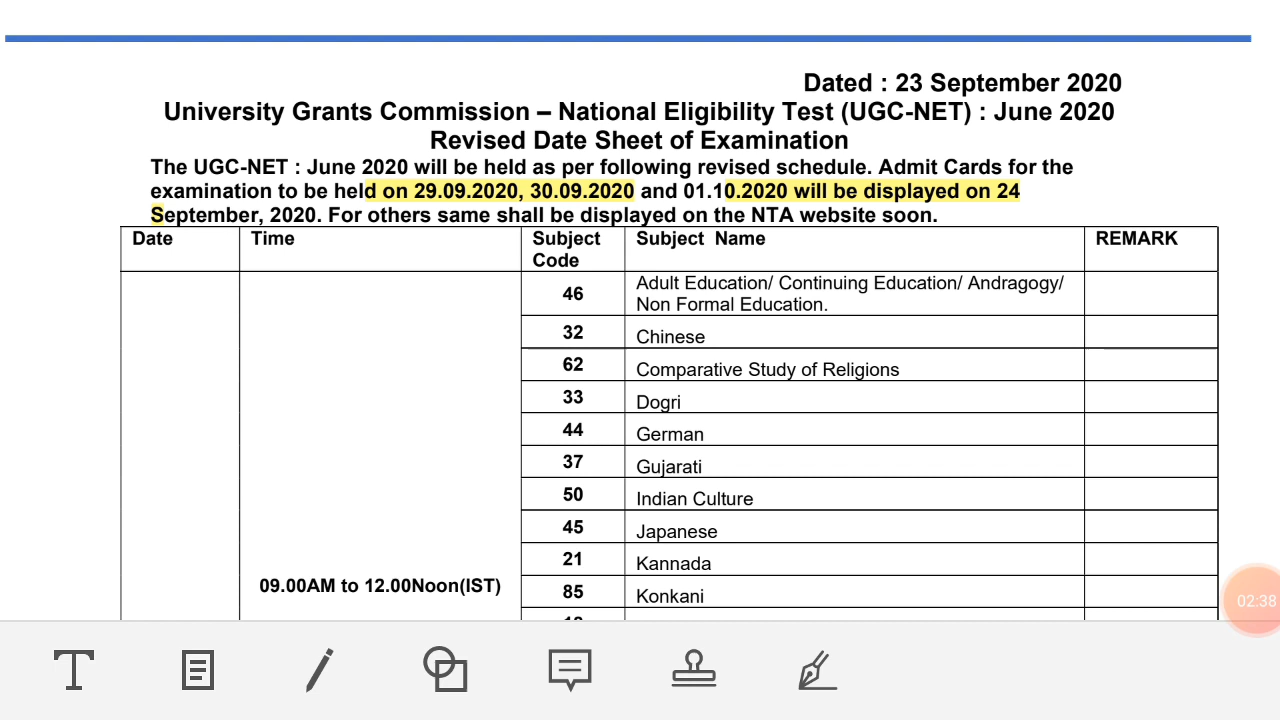 Dated : 23 September 2020
University Grants Commission – National Eligibility Test (UGC-NET) : June 2020
Revised Date Sheet of Examination
The UGC-NET : June 2020 will be held as per following revised schedule. Admit Cards for the
examination to be held on 29.09.2020, 30.09.2020 and 01.10.2020 will be displayed on 24
September, 2020. For others same shall be displayed on the NTA website soon.
Date Time Subject Code Subject Name REMARK
46 Adult Education/ Continuing Education/ Andragogy/
Non Formal Education.
32 Chinese
62 Comparative Study of Religions
33 Dogri
44 German
37 Gujarati
50 Indian Culture
45 Japanese
21 Kannada
09.00AM to 12.00Noon(IST)
85 Konkani
02:38
T